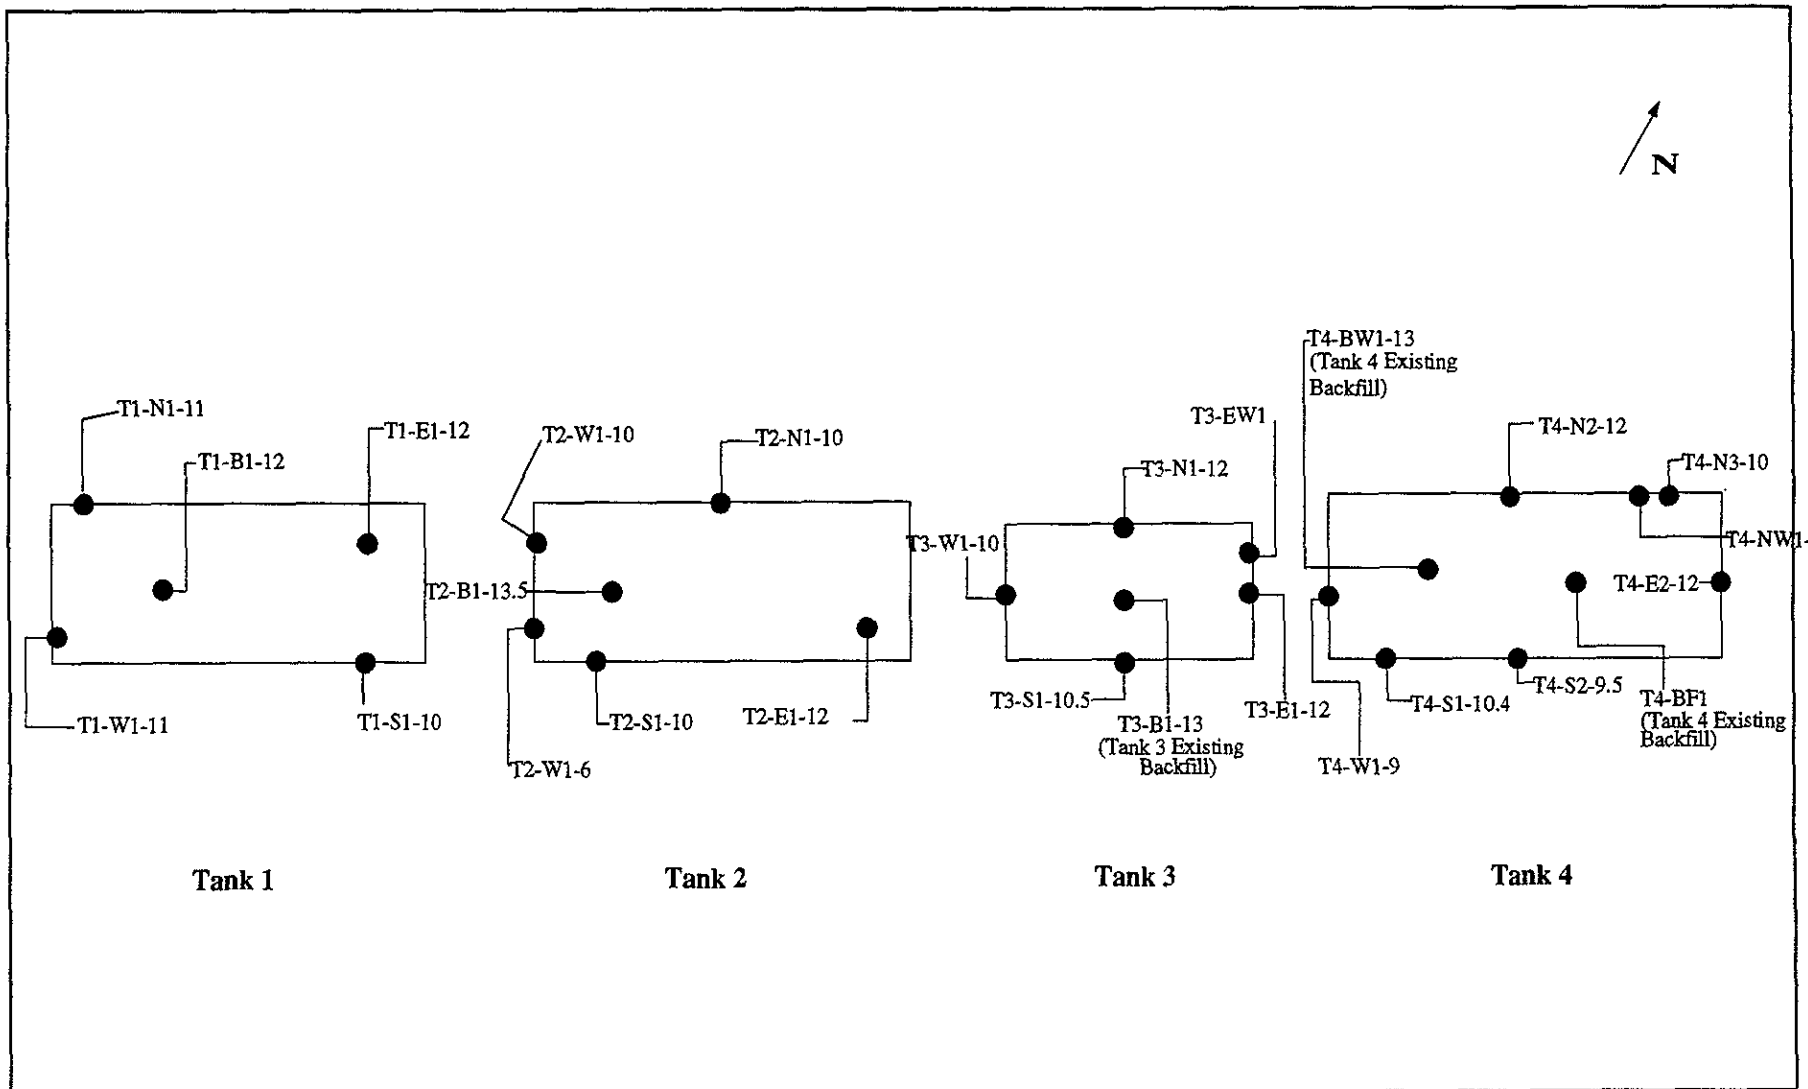 N
T4-BW1-13
(Tank 4 Existing
Backfill)
T1-N1-11
T1-E1-12
T2-W1-10
T2-N1-10
T3-EW1
T4-N2-12
T1-B1-12
T3-N1-12
T4-N3-10
T3-W1-10
T4-NW1-
T2-B1-13.5
T4-E2-12
T1-W1-11
T1-S1-10
T2-S1-10
T2-E1-12
T2-W1-6
T3-S1-10.5
T3-B1-13
(Tank 3 Existing
Backfill)
T3-E1-12
T4-W1-9
T4-S1-10.4
T4-S2-9.5
T4-BF1
(Tank 4 Existing
Backfill)
Tank 1
Tank 2
Tank 3
Tank 4